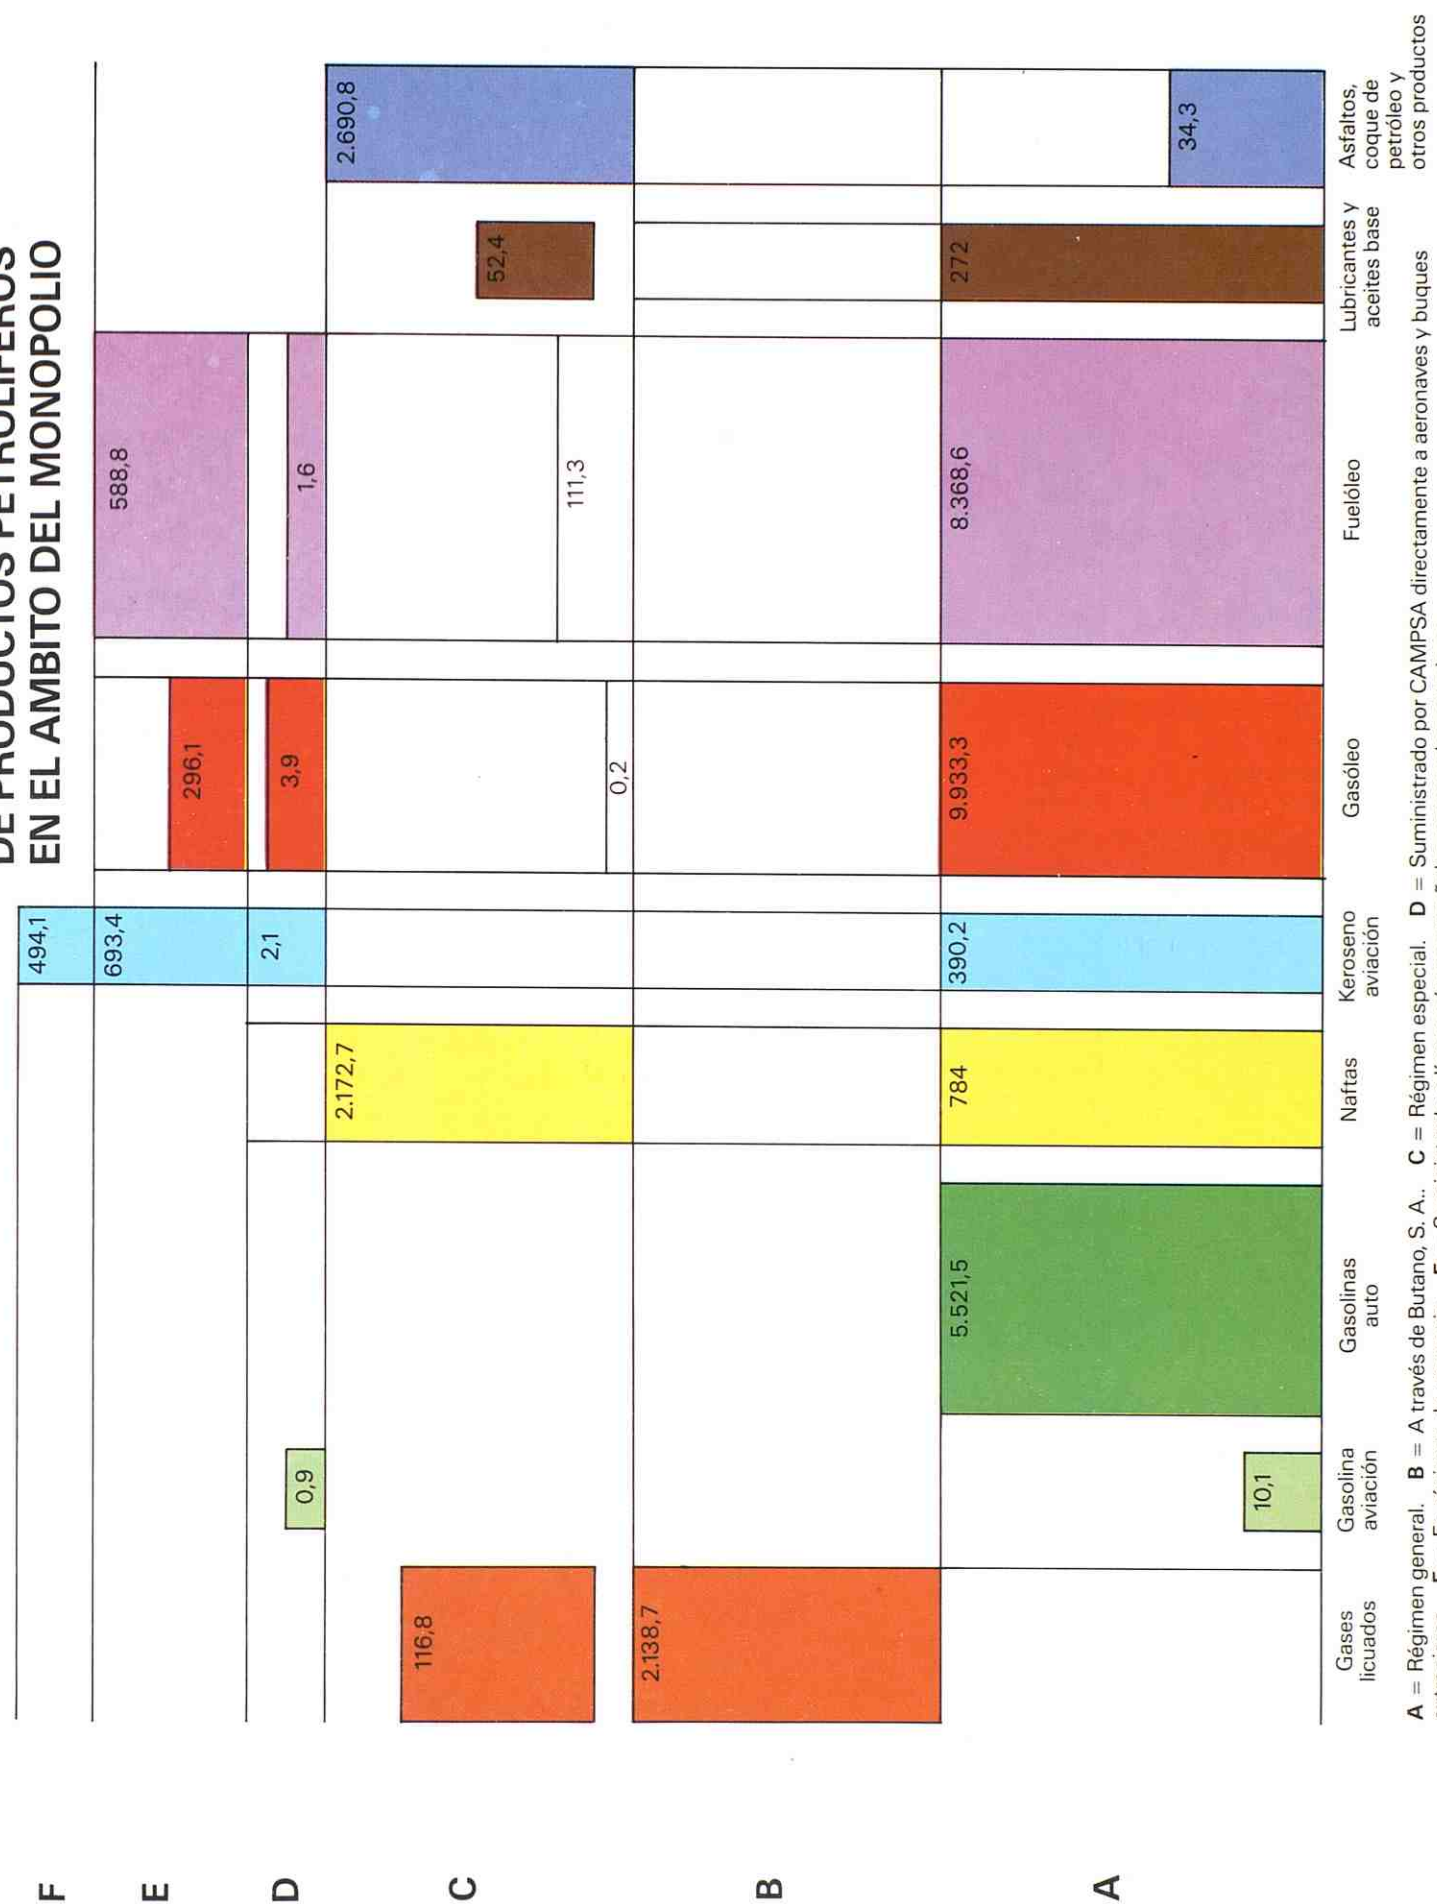 DE PRODUCTOS PETROLIFEROS
EN EL AMBITO DEL MONOPOLIO
F
494,1
E
693,4
296,1
588,8
D
0,9
2,1
3,9
1,6
C
116,8
2.172,7
0,2
111,3
52,4
2.690,8
B
2.138,7
A
10,1
5.521,5
784
390,2
9.933,3
8.368,6
272
34,3
Gases
licuados
Gasolina
aviación
Gasolinas
auto
Naftas
Keroseno
aviación
Gasóleo
Fuelóleo
Lubricantes y
aceites base
Asfaltos,
coque de
petróleo y
otros productos
A = Régimen general. B = A través de Butano, S. A.. C = Régimen especial. D = Suministrado por CAMPSA directamente a aeronaves y buques